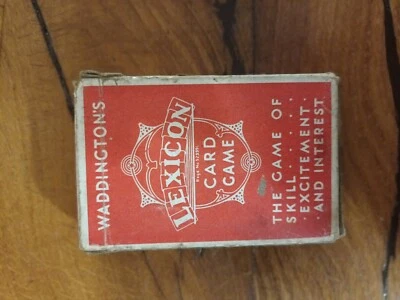 WADDINGTON'S
LEXICON
CARD
GAME
THE GAME OF
SKILL.....
·EXCITEMENT·
·AND INTEREST